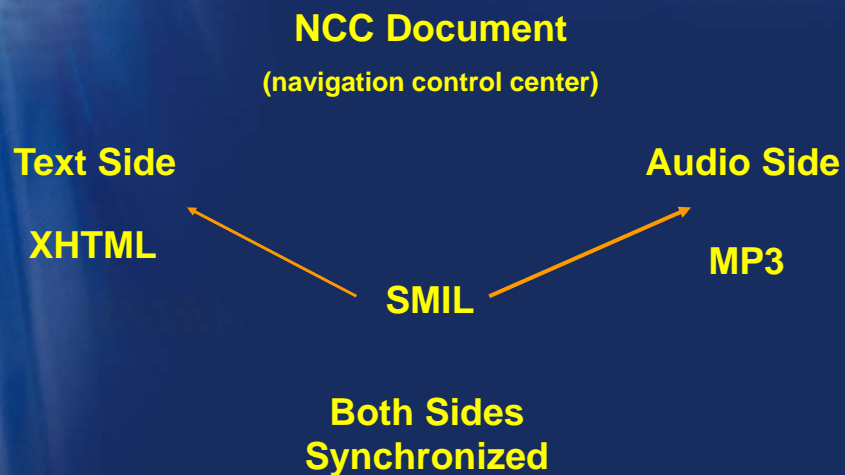 NCC Document
(navigation control center)
Text Side
Audio Side
XHTML
MP3
SMIL
Both Sides
Synchronized